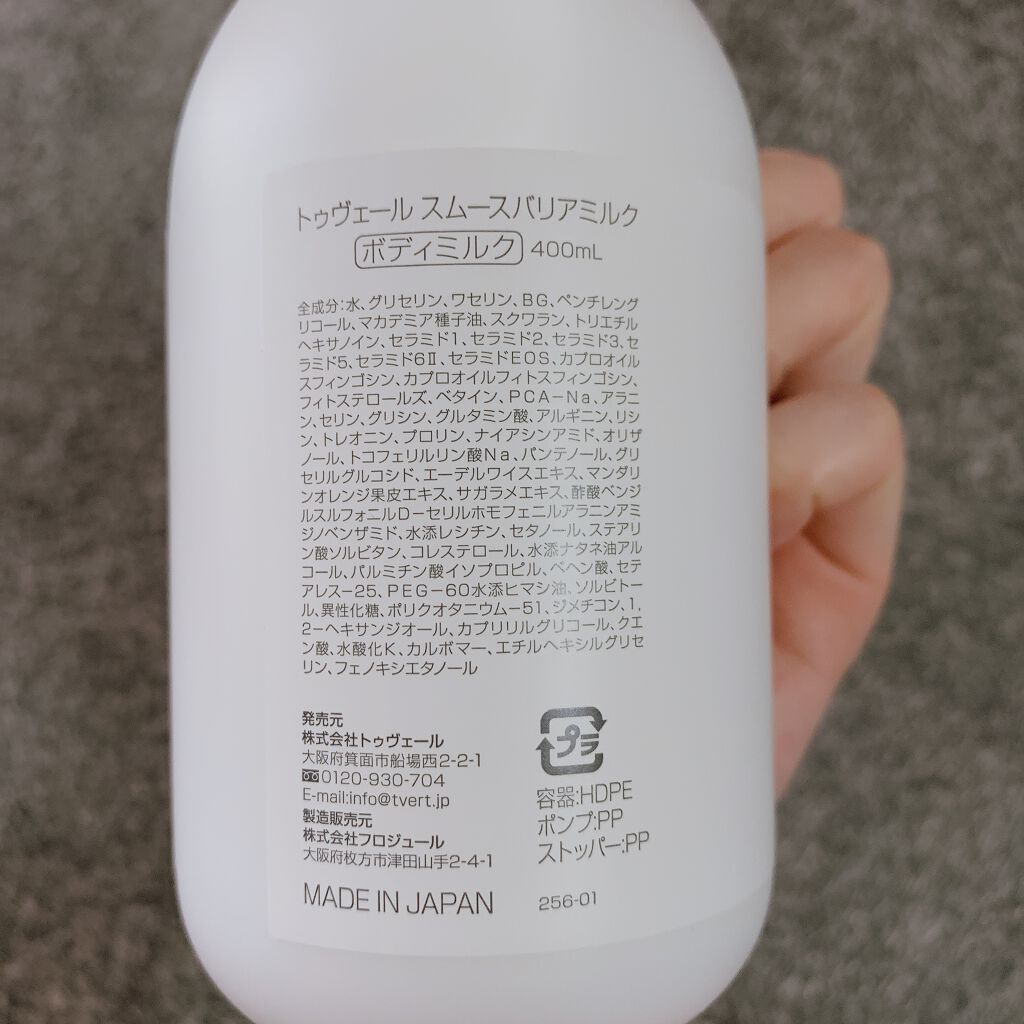 トゥヴェール スムースバリアミルク
ボディミルク 400mL
全成分:水、グリセリン、ワセリン、BG、ペンチレング
リコール、マカデミア種子油、スクワラン、トリエチル
ヘキサノイン、セラミド1、セラミド2、セラミド3、セ
ラミド5、セラミド6Ⅱ、セラミドEOS、カプロオイル
スフィンゴシン、カプロオイルフィトスフィンゴシン、
フィトステロールズ、ベタイン、PCA-Na、アラニ
ン、セリン、グリシン、グルタミン酸、アルギニン、リシ
ン、トレオニン、プロリン、ナイアシンアミド、オリザ
ノール、トコフェリルリン酸Na、パンテノール、グリ
セリルグルコシド、エーデルワイスエキス、マンダリ
ンオレンジ果皮エキス、サガラメエキス、酢酸ベンジ
ルスルフォニルD-セリルホモフェニルアラニンアミ
ジノベンザミド、水添レシチン、セタノール、ステアリ
ン酸ソルビタン、コレステロール、水添ナタネ油アル
コール、パルミチン酸イソプロピル、ベヘン酸、セテ
アレス-25、PEG-60水添ヒマシ油、ソルビトー
ル、異性化糖、ポリクオタニウム-51、ジメチコン、1,
2-ヘキサンジオール、カプリリルグリコール、クエ
ン酸、水酸化K、カルボマー、エチルヘキシルグリセ
リン、フェノキシエタノール
発売元
株式会社トゥヴェール
大阪府箕面市船場西2-2-1
0120-930-704
E-mail:info@tvert.jp
製造販売元
株式会社フロジュール
大阪府枚方市津田山手2-4-1
MADE IN JAPAN
プラ
容器:HDPE
ポンプ:PP
ストッパー:PP
256-01